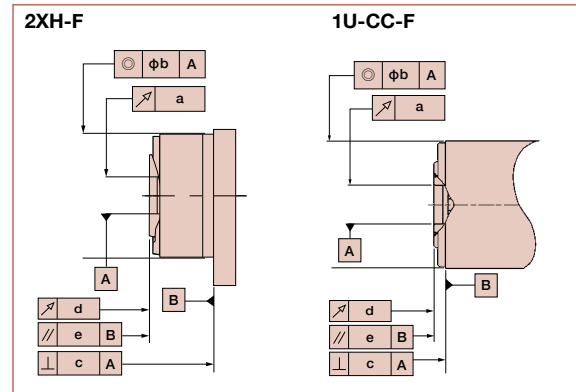 2XH-F
1U-CC-F
◎ φb A
◎ φb A
↗ a
↗ a
A
A
B
B
↗ d
↗ d
// e B
// e B
⊥ c A
⊥ c A